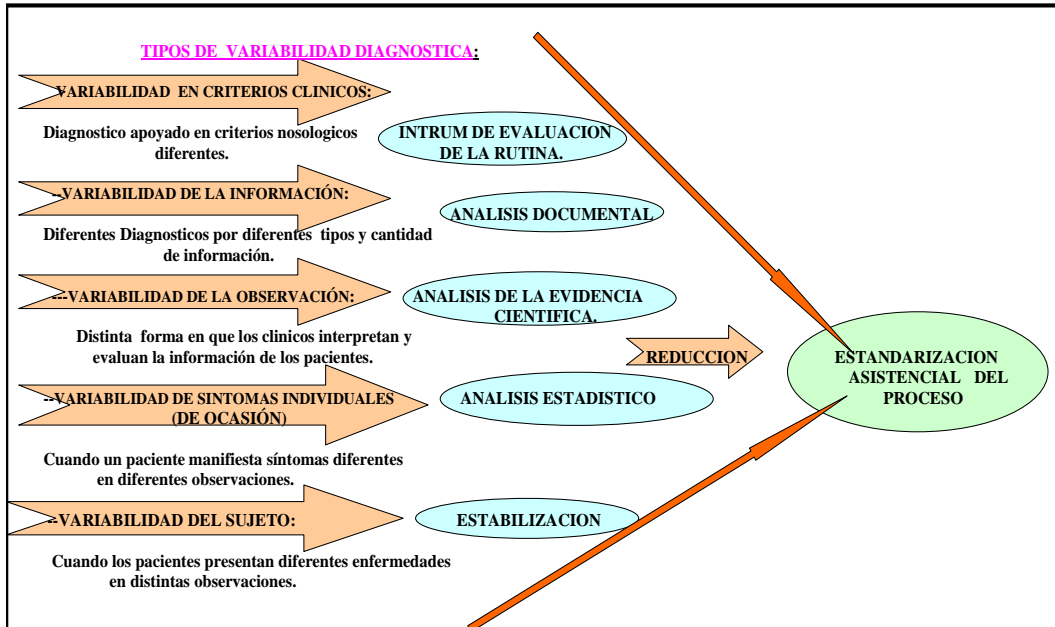 TIPOS DE VARIABILIDAD DIAGNOSTICA:
VARIABILIDAD EN CRITERIOS CLINICOS:
Diagnostico apoyado en criterios nosologicos
diferentes.
INTRUM DE EVALUACION
DE LA RUTINA.
--VARIABILIDAD DE LA INFORMACIÓN:
ANALISIS DOCUMENTAL
Diferentes Diagnosticos por diferentes tipos y cantidad
de información.
---VARIABILIDAD DE LA OBSERVACIÓN:
ANALISIS DE LA EVIDENCIA
CIENTIFICA.
Distinta forma en que los clinicos interpretan y
evaluan la información de los pacientes.
REDUCCION
ESTANDARIZACION
ASISTENCIAL DEL
PROCESO
--VARIABILIDAD DE SINTOMAS INDIVIDUALES
(DE OCASIÓN)
ANALISIS ESTADISTICO
Cuando un paciente manifiesta síntomas diferentes
en diferentes observaciones.
--VARIABILIDAD DEL SUJETO:
ESTABILIZACION
Cuando los pacientes presentan diferentes enfermedades
en distintas observaciones.